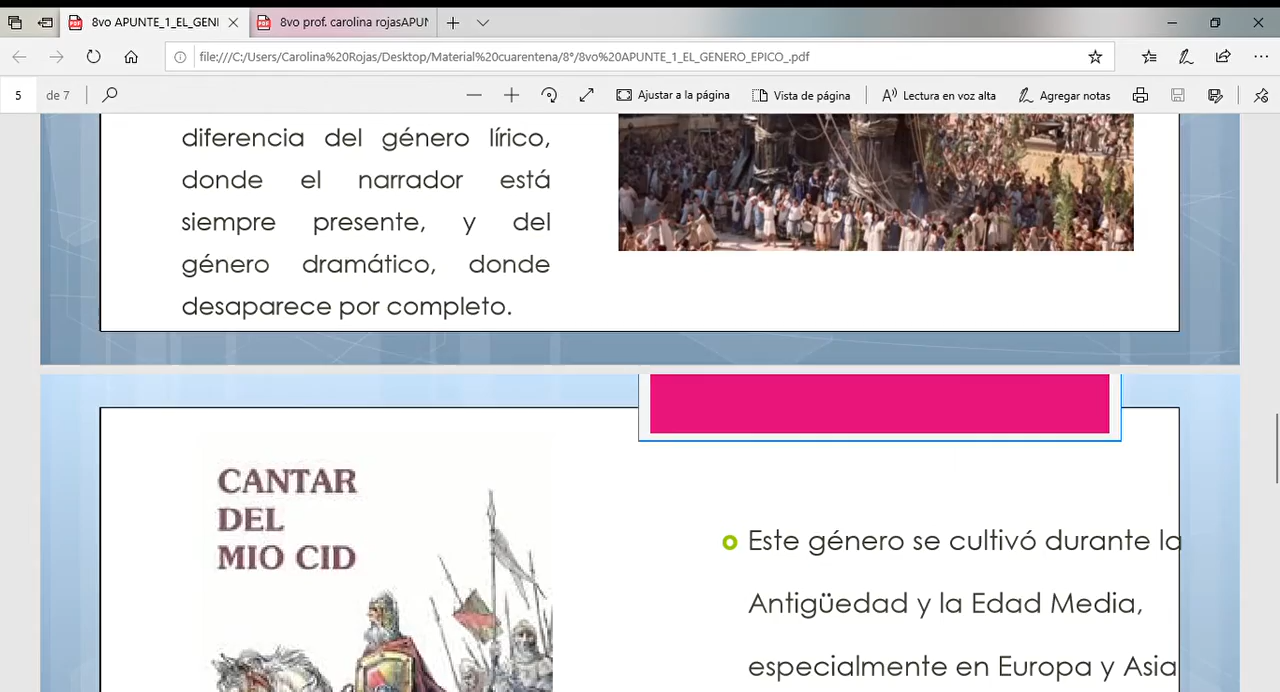 8vo APUNTE_1_EL_GENI
8vo prof. carolina rojasAPUN
file:///C:/Users/Carolina%20Rojas/Desktop/Material%20cuarentena/8°/8vo%20APUNTE_1_EL_GENERO_EPICO_.pdf
5 de 7
Ajustar a la página
Vista de página
Lectura en voz alta
Agregar notas
diferencia del género lírico,
donde el narrador está
siempre presente, y del
género dramático, donde
desaparece por completo.
CANTAR
DEL
MIO CID
Este género se cultivó durante la
Antigüedad y la Edad Media,
especialmente en Europa y Asia